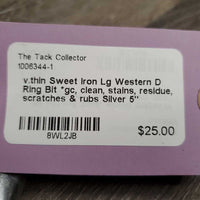 The Tack Collector
1006344-1
v.thin Sweet Iron Lg Western D
Ring Bit *gc, clean, stains, residue,
scratches & rubs Silver 5"
8WL2JB
$25.00